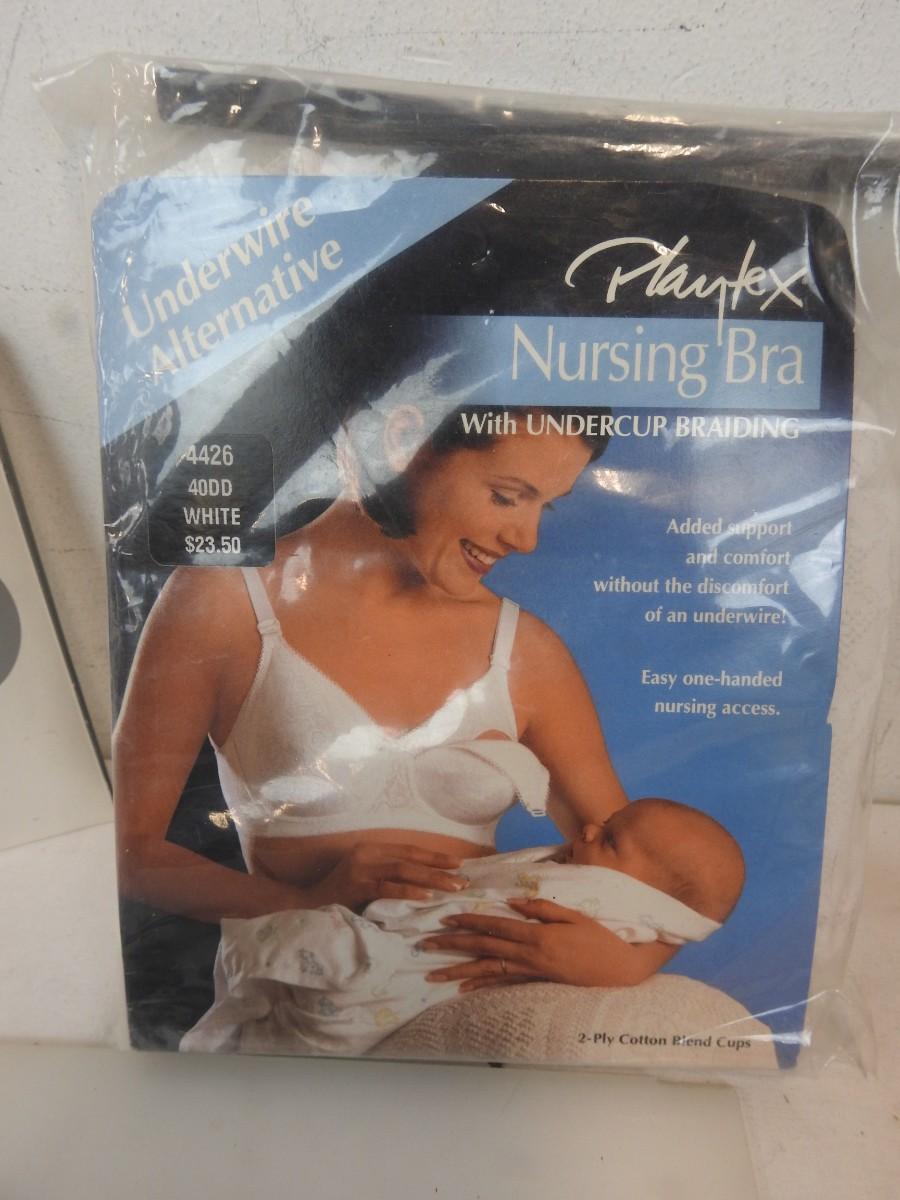 Underwire
Alternative
Playtex
Nursing Bra
With UNDERCUP BRAIDING
4426
40DD
WHITE
$23.50
Added support
and comfort
without the discomfort
of an underwire!
Easy one-handed
nursing access.
2-Ply Cotton Blend Cups